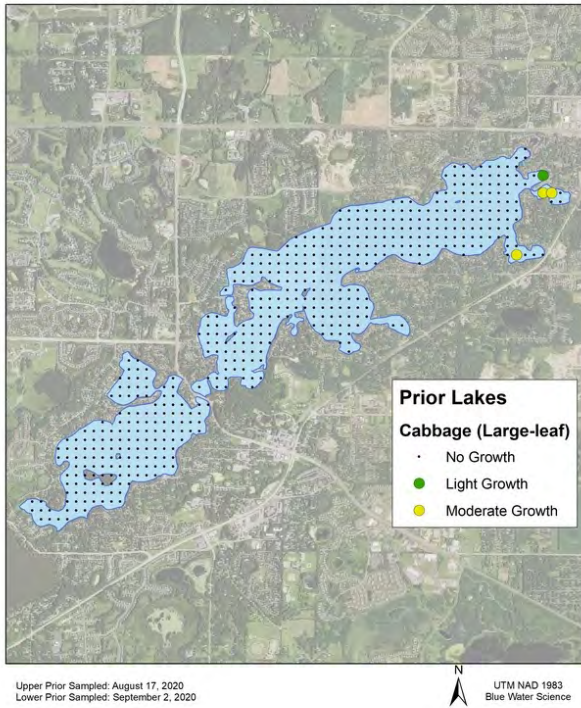 Prior Lakes
Cabbage (Large-leaf)
No Growth
Light Growth
Moderate Growth
Upper Prior Sampled: August 17, 2020
Lower Prior Sampled: September 2, 2020
N
UTM NAD 1983
Blue Water Science